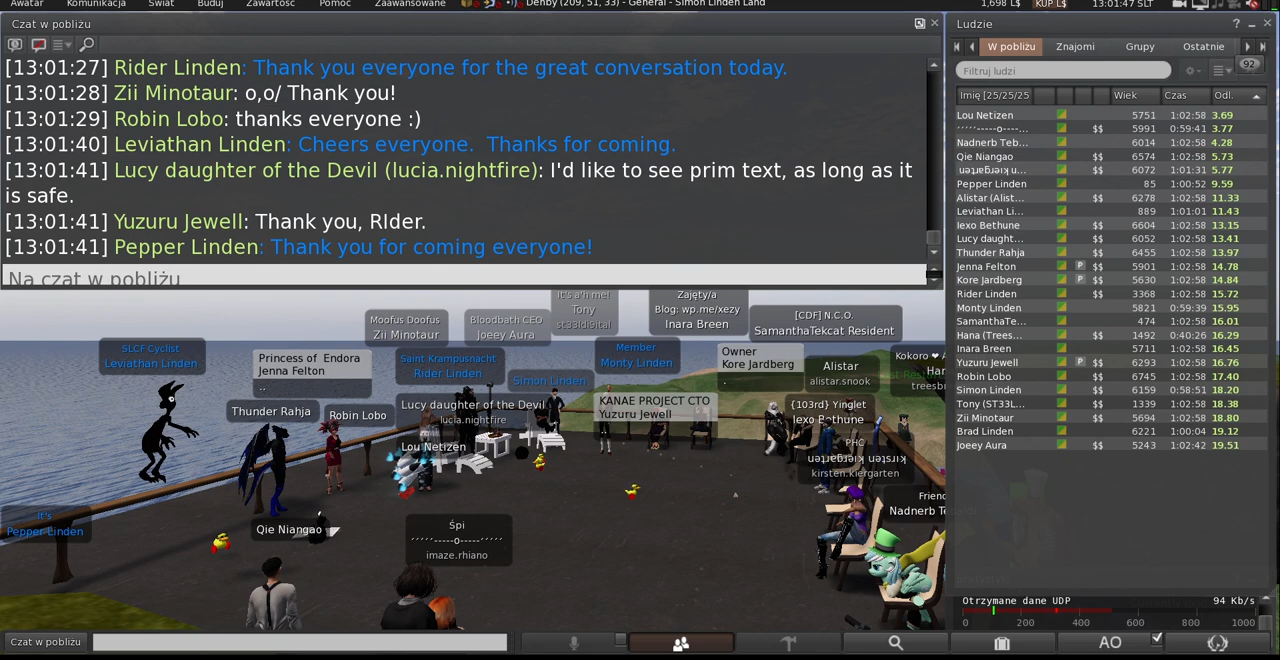 Awatar Komunikacja Świat Buduj Zawartość Pomoc Zaawansowane Denby (209, 51, 33) - General - Simon Linden Land 1,698 L$ KUP L$ 13:01:47 SLT
Czat w pobliżu
[13:01:27] Rider Linden: Thank you everyone for the great conversation today.
[13:01:28] Zii Minotaur: o,o/ Thank you!
[13:01:29] Robin Lobo: thanks everyone :)
[13:01:40] Leviathan Linden: Cheers everyone.  Thanks for coming.
[13:01:41] Lucy daughter of the Devil (lucia.nightfire): I'd like to see prim text, as long as it
is safe.
[13:01:41] Yuzuru Jewell: Thank you, RIder.
[13:01:41] Pepper Linden: Thank you for coming everyone!
Na czat w pobliżu
It's a'h me!
Tony
st33ldi9ital
Zajęty/a
Blog: wp.me/xezy
Inara Breen
[CDF] N.C.O.
SamanthaTekcat Resident
Moofus Doofus
Zii Minotaur
Bloodbath CEO
Joeey Aura
SLCF Cyclist
Leviathan Linden
Princess of Endora
Jenna Felton
..
Saint Krampusnacht
Rider Linden
Simon Linden
Member
Monty Linden
Owner
Kore Jardberg
.
Alistar
alistar.snook
Kokoro ❤
Thunder Rahja
Robin Lobo
Lucy daughter of the Devil
lucia.nightfire
KANAE PROJECT CTO
Yuzuru Jewell
{103rd} Yinglet
Iexo Bethune
Lou Netizen
PHC
kirsten.kiergarten
It's
Pepper Linden
Qie Niangao
Śpi
՛՛՛՛՛-----o-----՛՛՛՛՛
imaze.rhiano
Nadnerb
Czat w pobliżu
Ludzie
? _ ×
W pobliżu Znajomi Grupy Ostatnie
Filtruj ludzi
92
Imię [25/25/25 Wiek Czas Odl.
Lou Netizen 5751 1:02:58 3.69
՛՛՛՛՛-----o----... $$ 5991 0:59:41 3.77
Nadnerb Teb... 6014 1:02:58 4.28
Qie Niangao $$ 6574 1:02:58 5.73
$$ 6072 1:01:31 5.77
Pepper Linden 85 1:00:52 9.59
Alistar (Alist... $$ 6278 1:02:58 11.33
Leviathan Li... 889 1:01:01 11.43
Iexo Bethune $$ 6604 1:02:58 13.15
Lucy daught... $$ 6052 1:02:58 13.41
Thunder Rahja $$ 6455 1:02:58 13.97
Jenna Felton P $$ 5901 1:02:58 14.78
Kore Jardberg P $$ 5630 1:02:58 14.84
Rider Linden $$ 3368 1:02:58 15.72
Monty Linden 5821 0:59:39 15.95
SamanthaTe... 474 1:02:58 16.01
Hana (Trees... $$ 1492 0:40:26 16.29
Inara Breen 5711 1:02:58 16.45
Yuzuru Jewell P $$ 6293 1:02:58 16.76
Robin Lobo $$ 6745 1:02:58 17.40
Simon Linden $$ 6159 0:58:51 18.20
Tony (ST33L... $$ 1339 1:02:58 18.38
Zii Minotaur $$ 5694 1:02:58 18.80
Brad Linden 6221 1:00:04 19.12
Joeey Aura $$ 5243 1:02:42 19.51
Otrzymane dane UDP 94 Kb/s
0 200 400 600 800 1000
AO